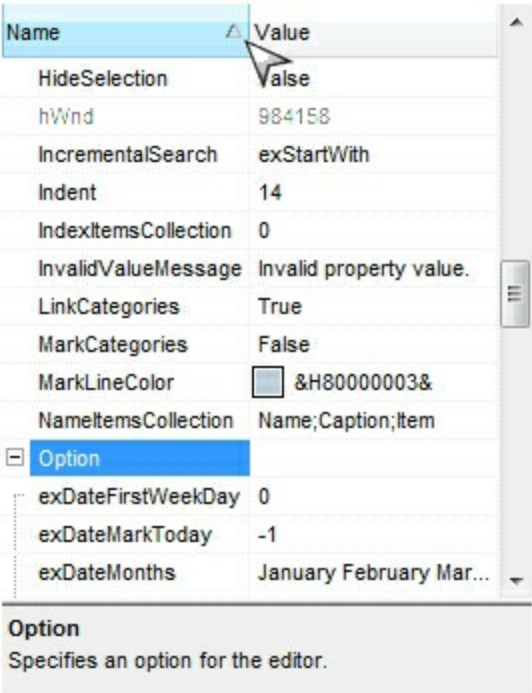 Name Value
HideSelection False
hWnd 984158
IncrementalSearch exStartWith
Indent 14
IndexItemsCollection 0
InvalidValueMessage Invalid property value.
LinkCategories True
MarkCategories False
MarkLineColor &H80000003&
NameItemsCollection Name;Caption;Item
Option
exDateFirstWeekDay 0
exDateMarkToday -1
exDateMonths January February Mar...
Option
Specifies an option for the editor.